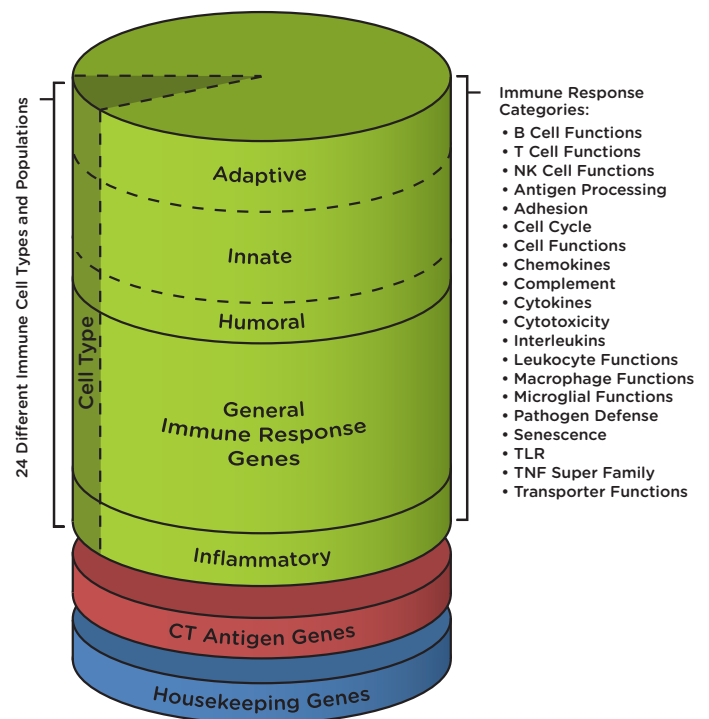 24 Different Immune Cell Types and Populations
Cell Type
Adaptive
Innate
Humoral
General
Immune Response
Genes
Inflammatory
CT Antigen Genes
Housekeeping Genes
Immune Response
Categories:
• B Cell Functions
• T Cell Functions
• NK Cell Functions
• Antigen Processing
• Adhesion
• Cell Cycle
• Cell Functions
• Chemokines
• Complement
• Cytokines
• Cytotoxicity
• Interleukins
• Leukocyte Functions
• Macrophage Functions
• Microglial Functions
• Pathogen Defense
• Senescence
• TLR
• TNF Super Family
• Transporter Functions